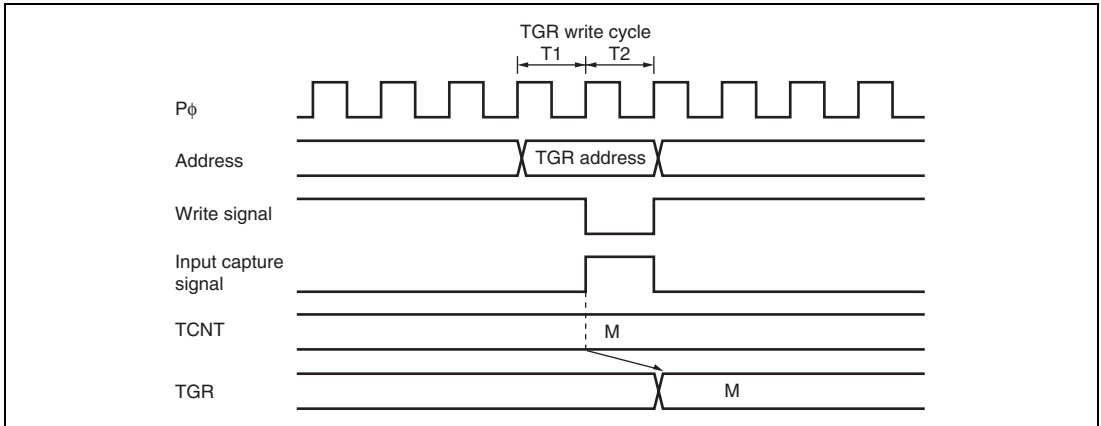 TGR write cycle
T1 T2
Pϕ
Address
TGR address
Write signal
Input capture
signal
TCNT
M
TGR
M